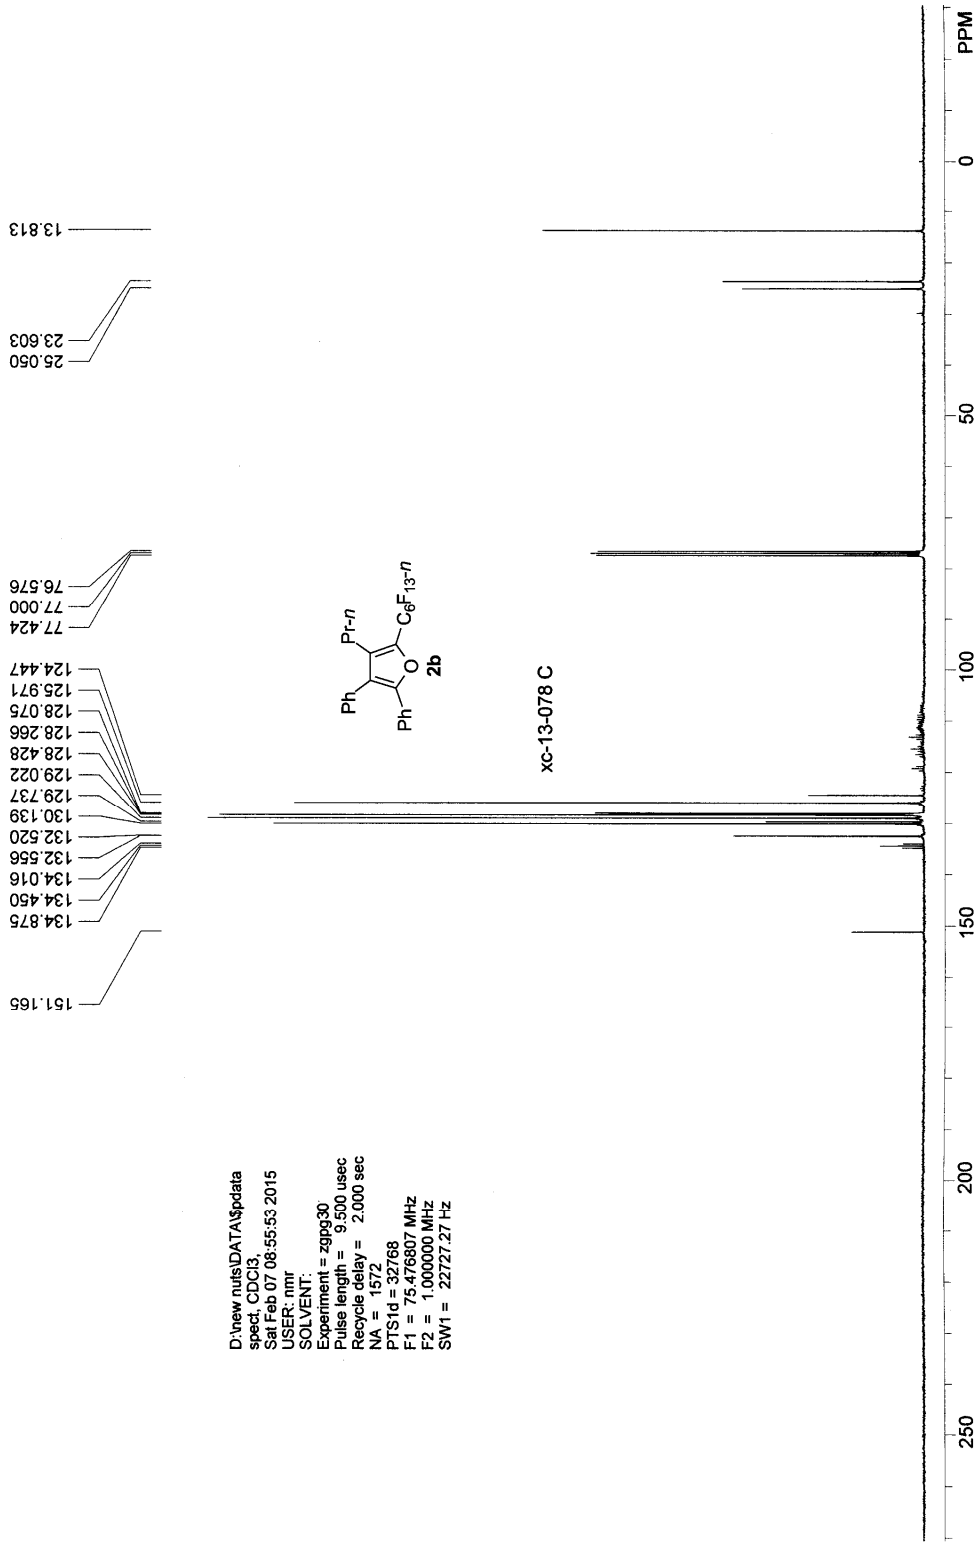 13.813
23.603
25.050
76.576
77.000
77.424
124.447
125.971
128.075
128.266
128.428
129.022
129.737
130.139
132.520
132.556
134.016
134.450
134.875
151.165
D:\new nuts\DATA\$pdata
spect, CDCl3,
Sat Feb 07 08:55:53 2015
USER: nmr
SOLVENT:
Experiment = zgpg30
Pulse length = 9.500 usec
Recycle delay = 2.000 sec
NA = 1572
PTS1d = 32768
F1 = 75.476807 MHz
F2 = 1.000000 MHz
SW1 = 22727.27 Hz
Ph
Pr-n
Ph
O
C6F13-n
2b
xc-13-078 C
250
200
150
100
50
0
PPM